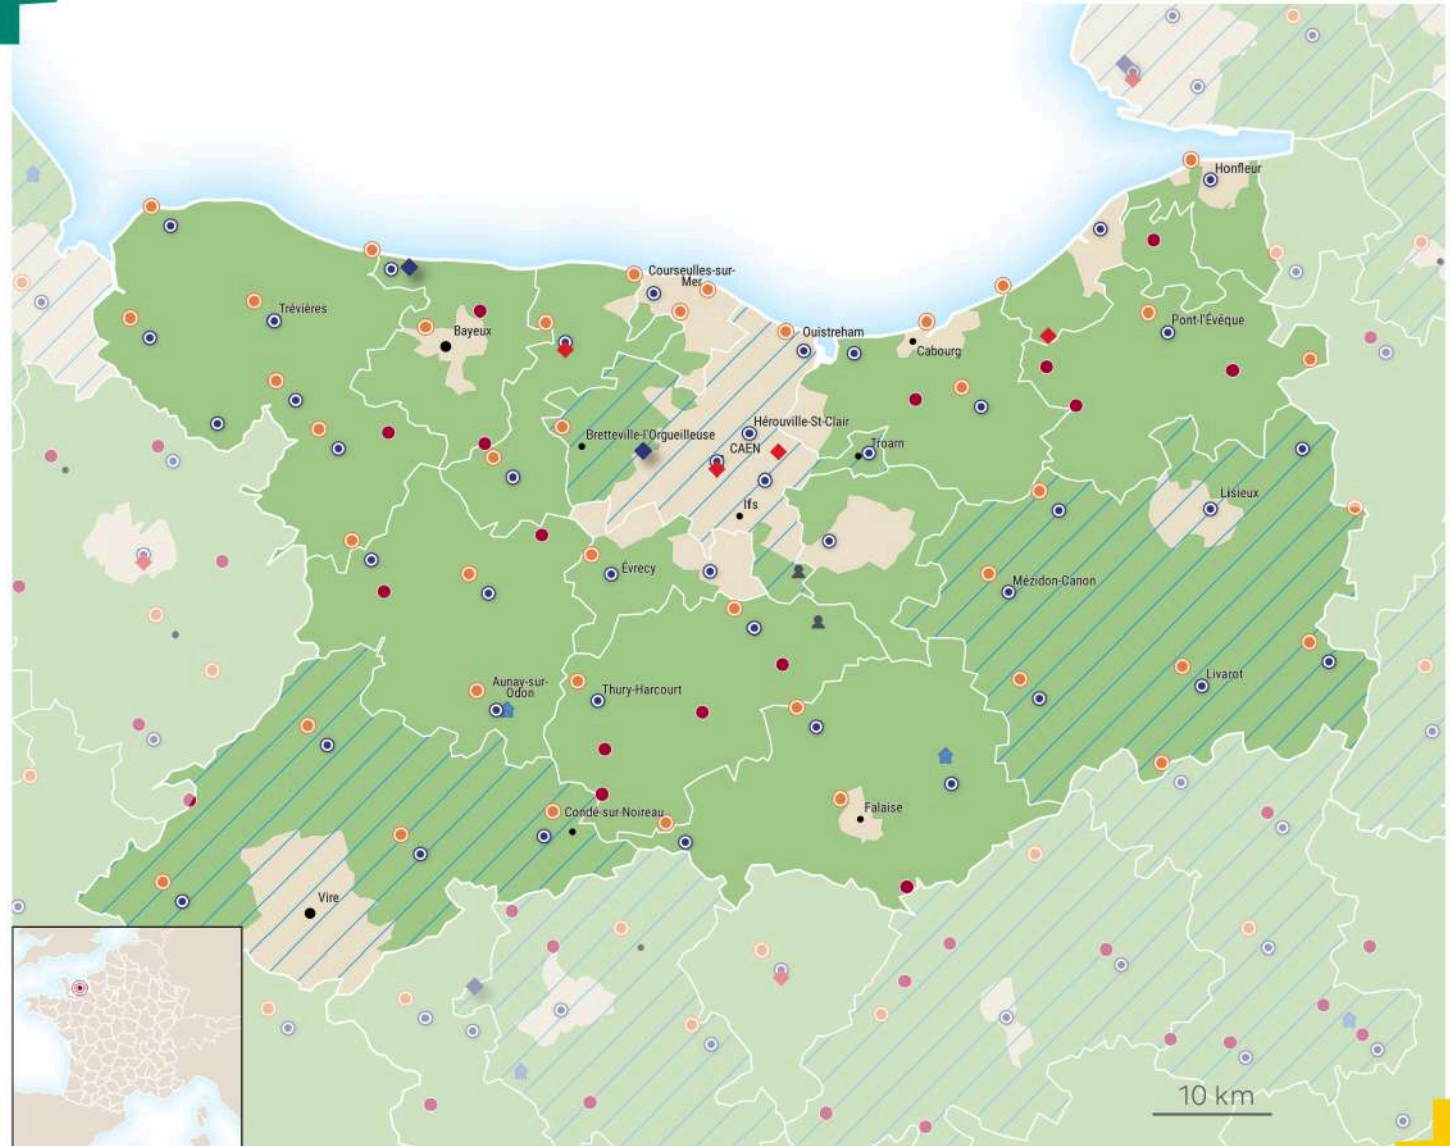 Honfleur
Courseulles-sur-
Mer
Trévières
Bayeux
Ouistreham
Pont-l'Évêque
Cabourg
Hérouville-St-Clair
Bretteville-l'Orgueilleuse
CAEN
Troarn
Ifs
Lisieux
Évrecy
Mézidon-Canon
Livarot
Aunay-sur-
Odon
Thury-Harcourt
Condé-sur-Noireau
Falaise
Vire
10 km